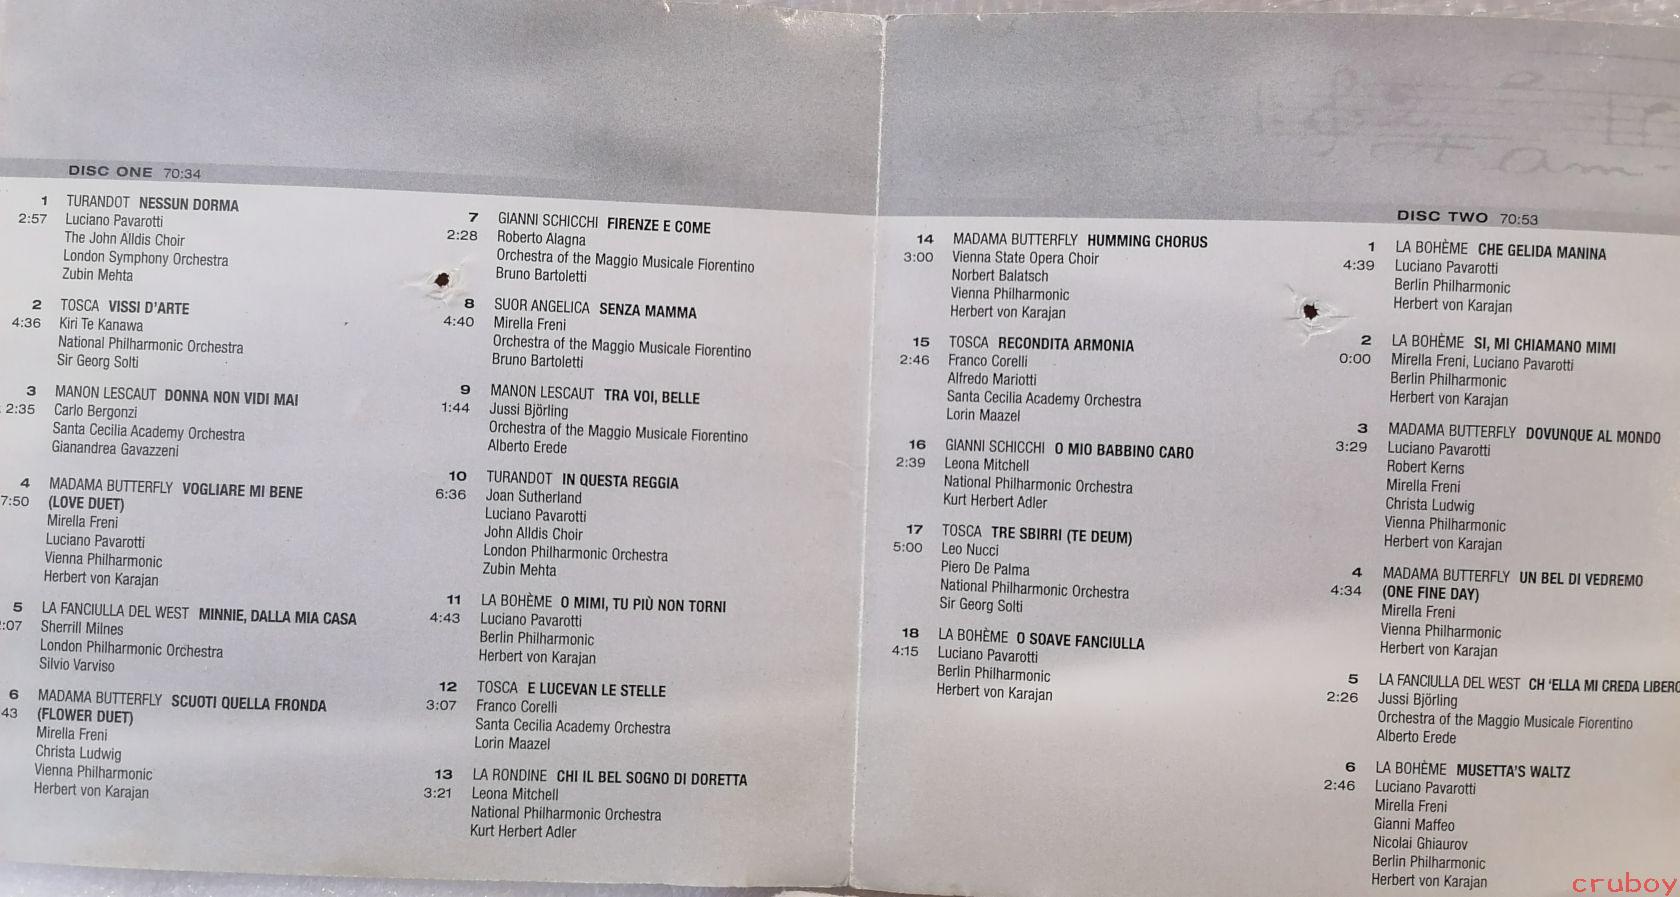 DISC ONE 70:34
1 TURANDOT NESSUN DORMA
2:57 Luciano Pavarotti
The John Alldis Choir
London Symphony Orchestra
Zubin Mehta
2 TOSCA VISSI D'ARTE
4:36 Kiri Te Kanawa
National Philharmonic Orchestra
Sir Georg Solti
3 MANON LESCAUT DONNA NON VIDI MAI
2:35 Carlo Bergonzi
Santa Cecilia Academy Orchestra
Gianandrea Gavazzeni
4 MADAMA BUTTERFLY VOGLIARE MI BENE
7:50 (LOVE DUET)
Mirella Freni
Luciano Pavarotti
Vienna Philharmonic
Herbert von Karajan
5 LA FANCIULLA DEL WEST MINNIE, DALLA MIA CASA
:07 Sherrill Milnes
London Philharmonic Orchestra
Silvio Varviso
6 MADAMA BUTTERFLY SCUOTI QUELLA FRONDA
43 (FLOWER DUET)
Mirella Freni
Christa Ludwig
Vienna Philharmonic
Herbert von Karajan
7 GIANNI SCHICCHI FIRENZE E COME
2:28 Roberto Alagna
Orchestra of the Maggio Musicale Fiorentino
Bruno Bartoletti
8 SUOR ANGELICA SENZA MAMMA
4:40 Mirella Freni
Orchestra of the Maggio Musicale Fiorentino
Bruno Bartoletti
9 MANON LESCAUT TRA VOI, BELLE
1:44 Jussi Björling
Orchestra of the Maggio Musicale Fiorentino
Alberto Erede
10 TURANDOT IN QUESTA REGGIA
6:36 Joan Sutherland
Luciano Pavarotti
John Alldis Choir
London Philharmonic Orchestra
Zubin Mehta
11 LA BOHÈME O MIMI, TU PIÙ NON TORNI
4:43 Luciano Pavarotti
Berlin Philharmonic
Herbert von Karajan
12 TOSCA E LUCEVAN LE STELLE
3:07 Franco Corelli
Santa Cecilia Academy Orchestra
Lorin Maazel
13 LA RONDINE CHI IL BEL SOGNO DI DORETTA
3:21 Leona Mitchell
National Philharmonic Orchestra
Kurt Herbert Adler
14 MADAMA BUTTERFLY HUMMING CHORUS
3:00 Vienna State Opera Choir
Norbert Balatsch
Vienna Philharmonic
Herbert von Karajan
15 TOSCA RECONDITA ARMONIA
2:46 Franco Corelli
Alfredo Mariotti
Santa Cecilia Academy Orchestra
Lorin Maazel
16 GIANNI SCHICCHI O MIO BABBINO CARO
2:39 Leona Mitchell
National Philharmonic Orchestra
Kurt Herbert Adler
17 TOSCA TRE SBIRRI (TE DEUM)
5:00 Leo Nucci
Piero De Palma
National Philharmonic Orchestra
Sir Georg Solti
18 LA BOHÈME O SOAVE FANCIULLA
4:15 Luciano Pavarotti
Berlin Philharmonic
Herbert von Karajan
DISC TWO 70:53
1 LA BOHÈME CHE GELIDA MANINA
4:39 Luciano Pavarotti
Berlin Philharmonic
Herbert von Karajan
2 LA BOHÈME SI, MI CHIAMANO MIMI
0:00 Mirella Freni, Luciano Pavarotti
Berlin Philharmonic
Herbert von Karajan
3 MADAMA BUTTERFLY DOVUNQUE AL MONDO
3:29 Luciano Pavarotti
Robert Kerns
Mirella Freni
Christa Ludwig
Vienna Philharmonic
Herbert von Karajan
4 MADAMA BUTTERFLY UN BEL DI VEDREMO
4:34 (ONE FINE DAY)
Mirella Freni
Vienna Philharmonic
Herbert von Karajan
5 LA FANCIULLA DEL WEST CH 'ELLA MI CREDA LIBERO
2:26 Jussi Björling
Orchestra of the Maggio Musicale Fiorentino
Alberto Erede
6 LA BOHÈME MUSETTA'S WALTZ
2:46 Luciano Pavarotti
Mirella Freni
Gianni Maffeo
Nicolai Ghiaurov
Berlin Philharmonic
Herbert von Karajan
cruboy